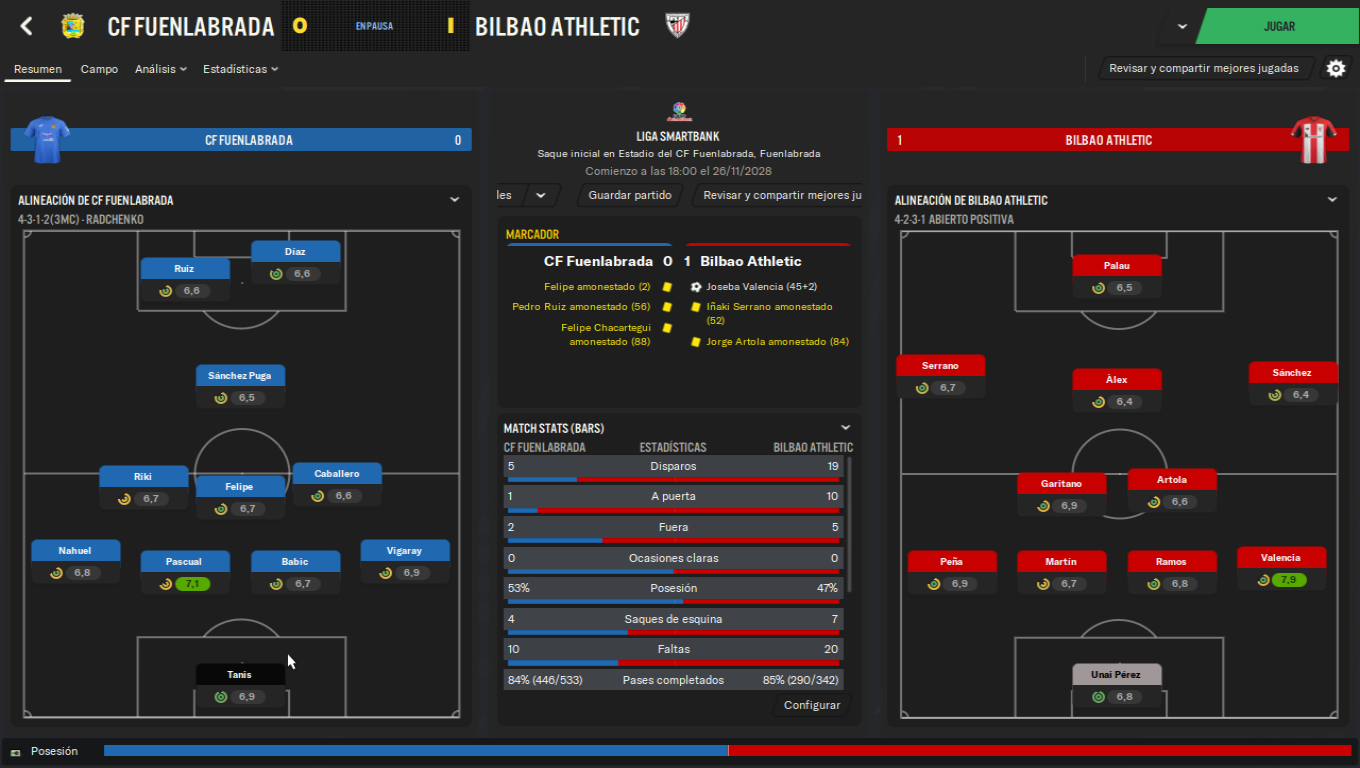 CF FUENLABRADA
0
EN PAUSA
1
BILBAO ATHLETIC
JUGAR
Resumen
Campo
Análisis
Estadísticas
Revisar y compartir mejores jugadas
CF FUENLABRADA
0
LIGA SMARTBANK
Saque inicial en Estadio del CF Fuenlabrada, Fuenlabrada
Comienzo a las 18:00 el 26/11/2028
les
Guardar partido
Revisar y compartir mejores ju
1
BILBAO ATHLETIC
ALINEACIÓN DE CF FUENLABRADA
4-3-1-2(3MC) - RADCHENKO
Díaz
6,6
Ruiz
6,6
Sánchez Puga
6,5
Caballero
6,6
Riki
6,7
Felipe
6,7
Nahuel
6,8
Pascual
7,1
Babic
6,7
Vigaray
6,9
Tanis
6,9
MARCADOR
CF Fuenlabrada 0 1 Bilbao Athletic
Felipe amonestado (2)
Pedro Ruiz amonestado (56)
Felipe Chacartegui
amonestado (88)
Joseba Valencia (45+2)
Iñaki Serrano amonestado
(52)
Jorge Artola amonestado (84)
MATCH STATS (BARS)
CF FUENLABRADA ESTADÍSTICAS BILBAO ATHLETIC
5 Disparos 19
1 A puerta 10
2 Fuera 5
0 Ocasiones claras 0
53% Posesión 47%
4 Saques de esquina 7
10 Faltas 20
84% (446/533) Pases completados 85% (290/342)
Configurar
ALINEACIÓN DE BILBAO ATHLETIC
4-2-3-1 ABIERTO POSITIVA
Palau
6,5
Serrano
6,7
Àlex
6,4
Sánchez
6,4
Garitano
6,9
Artola
6,6
Peña
6,9
Martín
6,7
Ramos
6,8
Valencia
7,9
Unai Pérez
6,8
Posesión